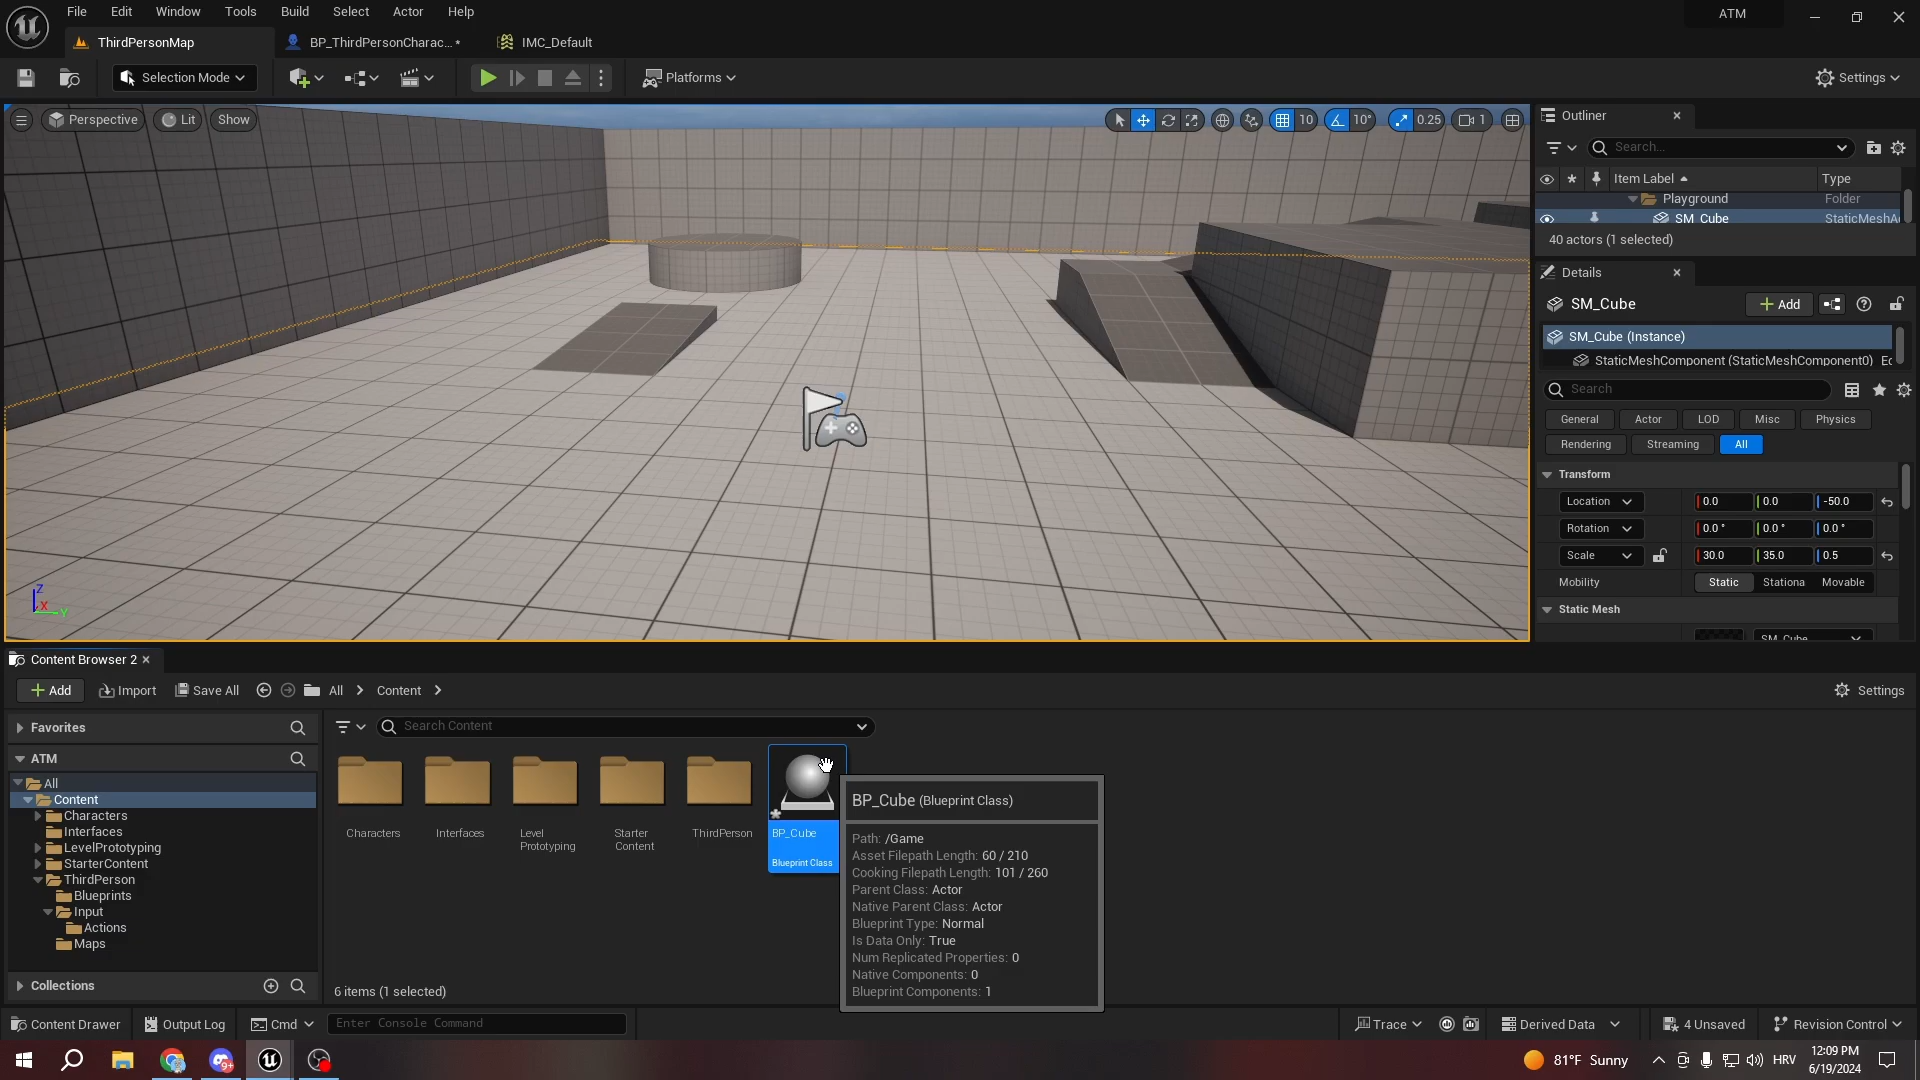 File Edit Window Tools Build Select Actor Help
ATM
ThirdPersonMap
BP_ThirdPersonCharac... *
IMC_Default
Selection Mode
Platforms
Settings
Perspective
Lit
Show
10
10°
0.25
1
Outliner
Search...
Item Label
Type
Playground
Folder
SM_Cube
StaticMeshA
40 actors (1 selected)
Details
SM_Cube
Add
SM_Cube (Instance)
StaticMeshComponent (StaticMeshComponent0)
Search
General
Actor
LOD
Misc
Physics
Rendering
Streaming
All
Transform
Location
0.0
0.0
-50.0
Rotation
0.0 °
0.0 °
0.0 °
Scale
30.0
35.0
0.5
Mobility
Static
Stationa
Movable
Static Mesh
SM_Cube
Z
X
Y
Content Browser 2
Add
Import
Save All
All
Content
Settings
Favorites
ATM
All
Content
Characters
Interfaces
LevelPrototyping
StarterContent
ThirdPerson
Blueprints
Input
Actions
Maps
Collections
Search Content
Characters
Interfaces
Level
Prototyping
Starter
Content
ThirdPerson
BP_Cube
Blueprint Class
BP_Cube (Blueprint Class)
Path: /Game
Asset Filepath Length: 60 / 210
Cooking Filepath Length: 101 / 260
Parent Class: Actor
Native Parent Class: Actor
Blueprint Type: Normal
Is Data Only: True
Num Replicated Properties: 0
Native Components: 0
Blueprint Components: 1
6 items (1 selected)
Content Drawer
Output Log
Cmd
Enter Console Command
Trace
Derived Data
4 Unsaved
Revision Control
9+
81°F Sunny
HRV
12:09 PM
6/19/2024